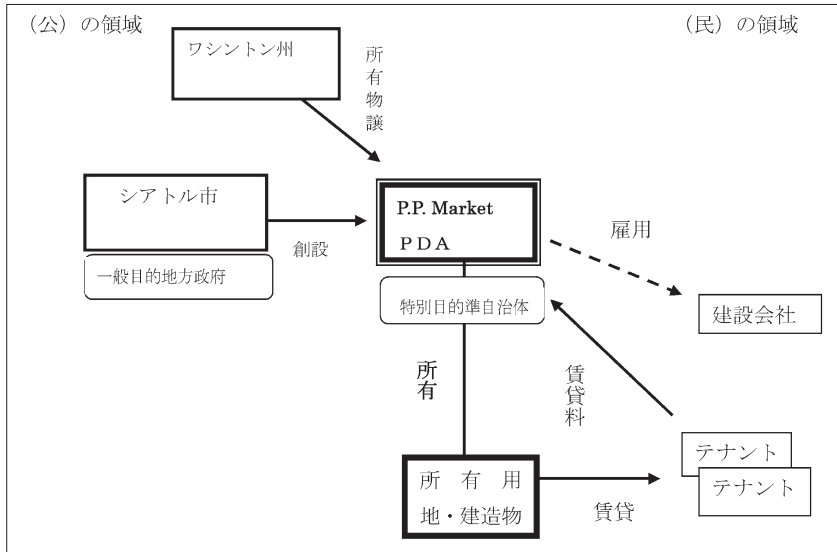 （公）の領域
（民）の領域
ワシントン州
所有物譲
シアトル市
一般目的地方政府
創設
P.P. Market
ＰＤＡ
特別目的準自治体
雇用
建設会社
所有
賃貸料
所　有　用
地・建造物
賃貸
テナント
テナント